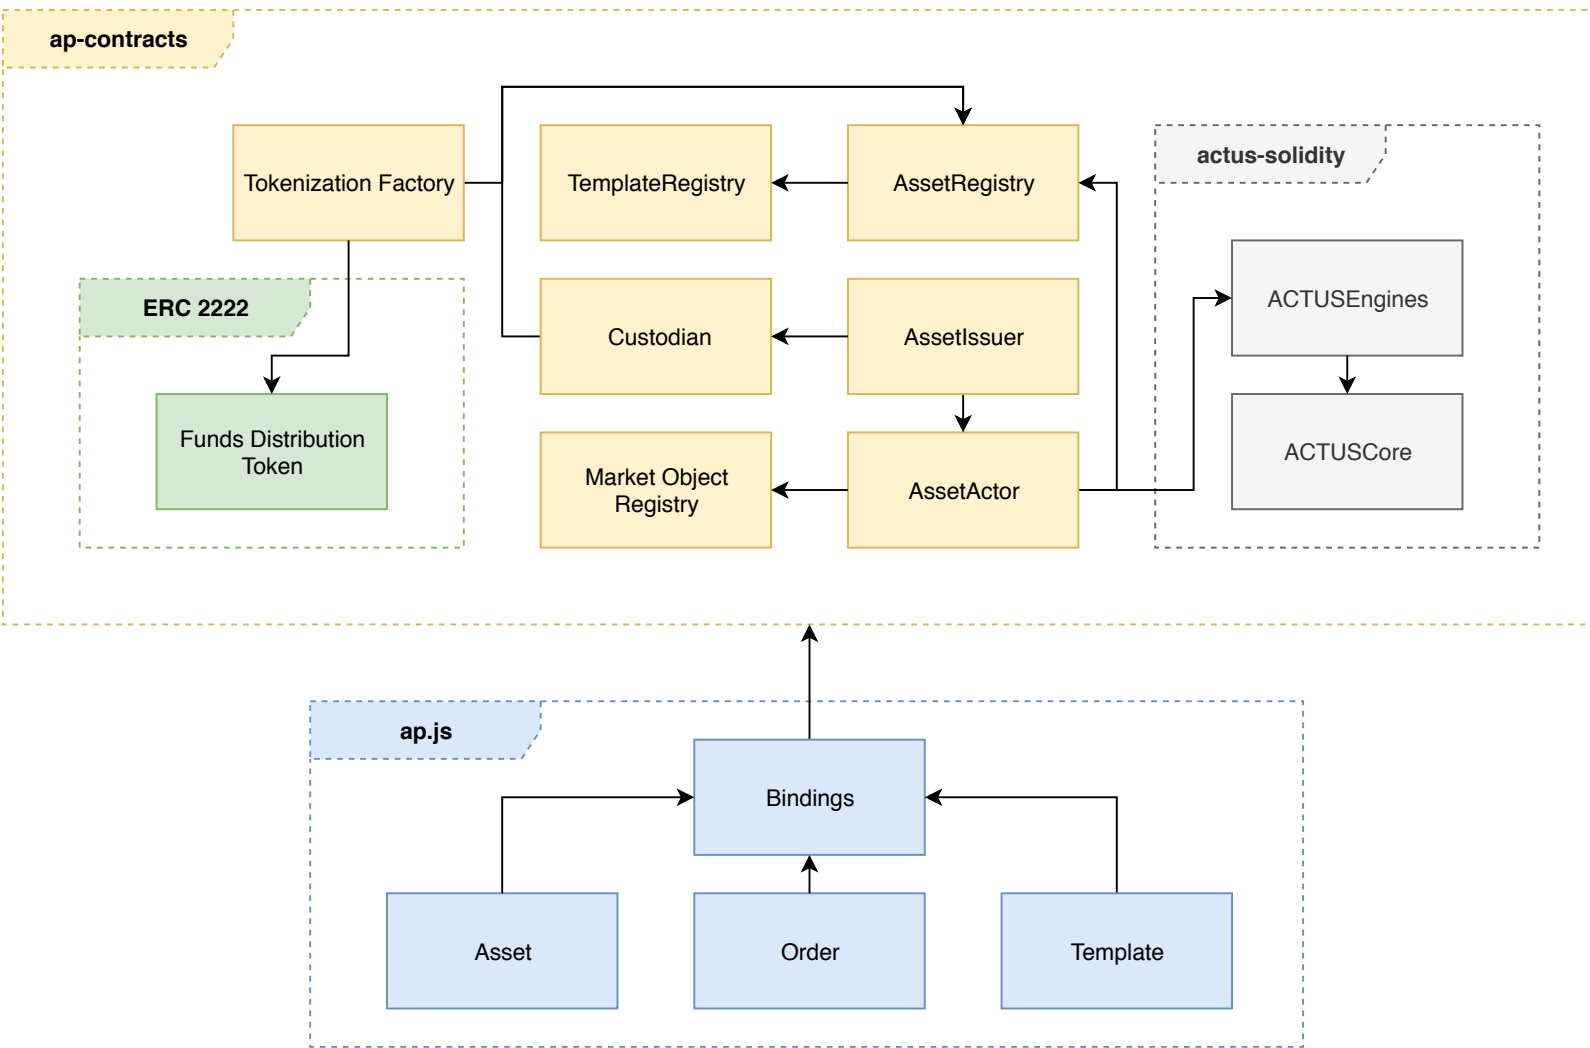 ap-contracts
Tokenization Factory
TemplateRegistry
AssetRegistry
actus-solidity
ERC 2222
Custodian
AssetIssuer
ACTUSEngines
Funds Distribution
Token
Market Object
Registry
AssetActor
ACTUSCore
ap.js
Bindings
Asset
Order
Template